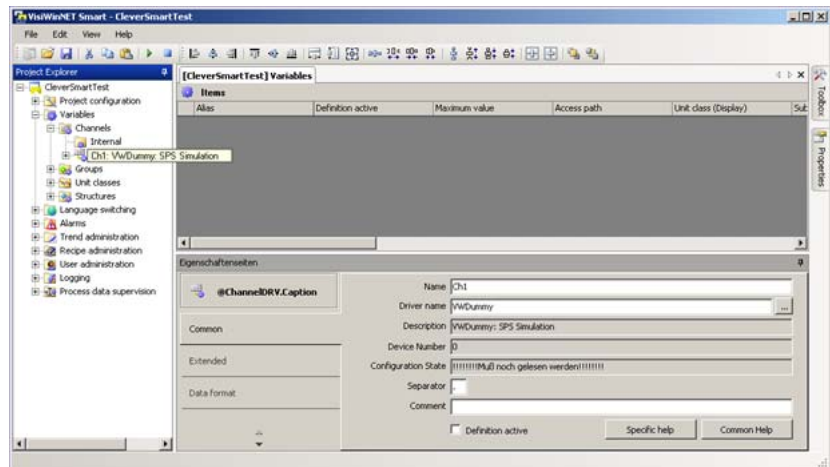 VisiWinNET Smart - CleverSmartTest
File Edit View Help
Project Explorer
CleverSmartTest
Project configuration
Variables
Channels
Internal
Ch1: VWDummy: SPS Simulation
Groups
Unit classes
Structures
Language switching
Alarms
Trend administration
Recipe administration
User administration
Logging
Process data supervision
[CleverSmartTest] Variables
Items
Alias Definition active Maximum value Access path Unit class (Display) Sub
Eigenschaftenseiten
@ChannelDRV.Caption
Common
Extended
Data format
Name Ch1
Driver name VWDummy ...
Description VWDummy: SPS Simulation
Device Number 0
Configuration State !!!!!!!!!Muß noch gelesen werden!!!!!!!!!
Separator .
Comment
Definition active
Specific help Common Help
Toolbox
Properties